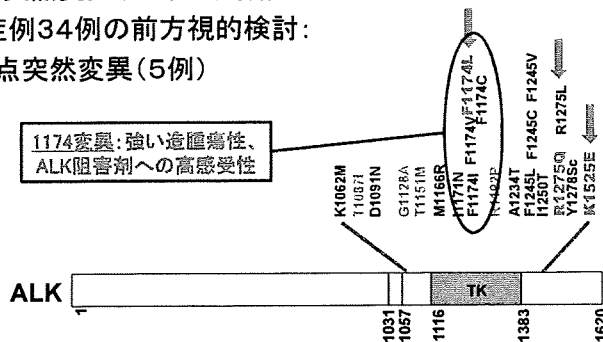 症例34例の前方視的検討:
点突然変異(5例)
1174変異:強い造腫瘍性、
ALK阻害剤への高感受性
K1062M
T1087I
D1091N
G1128A
T1151M
M1166R
I1171N
F1174I F1174V F1174L
F1174C
R1192P
A1234T
F1245L F1245C F1245V
I1250T
R1275Q R1275L
Y1278S
K1525E
ALK
TK
1
1031
1057
1116
1383
1620